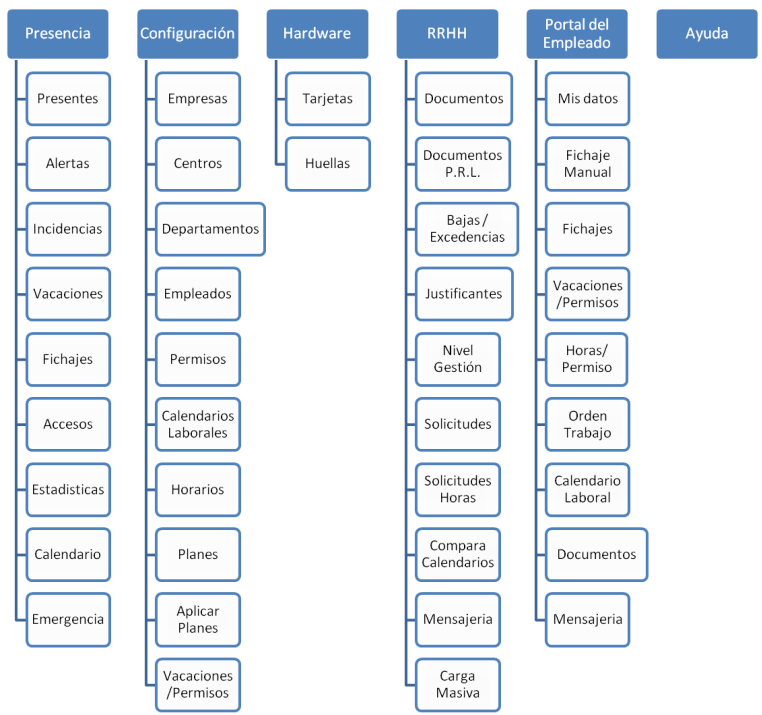 Presencia
Presentes
Alertas
Incidencias
Vacaciones
Fichajes
Accesos
Estadisticas
Calendario
Emergencia
Configuración
Empresas
Centros
Departamentos
Empleados
Permisos
Calendarios
Laborales
Horarios
Planes
Aplicar
Planes
Vacaciones
/Permisos
Hardware
Tarjetas
Huellas
RRHH
Documentos
Documentos
P.R.L.
Bajas /
Excedencias
Justificantes
Nivel
Gestión
Solicitudes
Solicitudes
Horas
Compara
Calendarios
Mensajeria
Carga
Masiva
Portal del
Empleado
Mis datos
Fichaje
Manual
Fichajes
Vacaciones
/Permisos
Horas/
Permiso
Orden
Trabajo
Calendario
Laboral
Documentos
Mensajeria
Ayuda